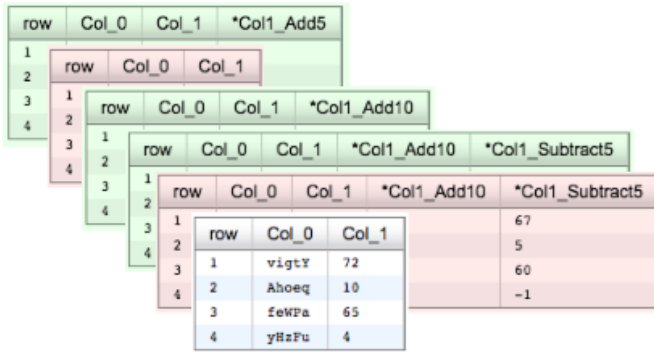 row Col_0 Col_1 *Col1_Add5
1
2
3
4
row Col_0 Col_1
1
2
3
4
row Col_0 Col_1 *Col1_Add10
1
2
3
4
row Col_0 Col_1 *Col1_Add10 *Col1_Subtract5
1
2
3
4
row Col_0 Col_1 *Col1_Add10 *Col1_Subtract5
1 67
2 5
3 60
4 -1
row Col_0 Col_1
1 vigtY 72
2 Ahoeq 10
3 feWPa 65
4 yHzFu 4